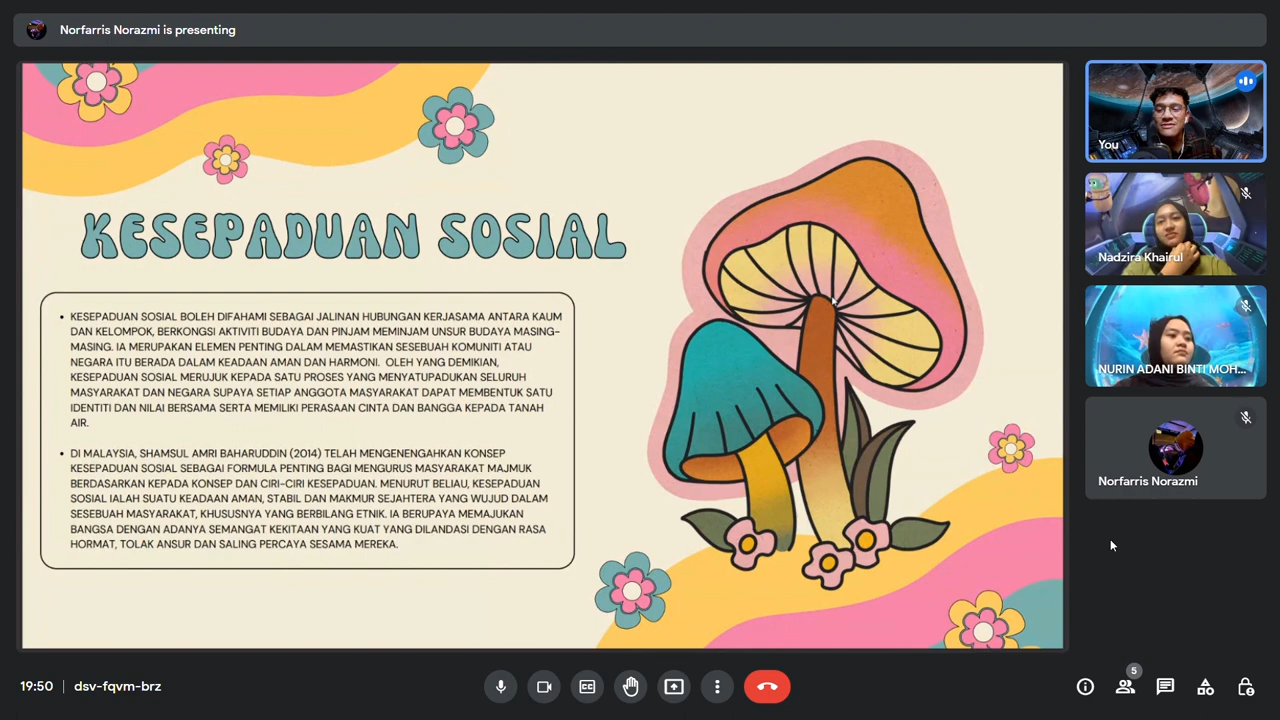 Norfarris Norazmi is presenting
KESEPADUAN SOSIAL
• KESEPADUAN SOSIAL BOLEH DIFAHAMI SEBAGAI JALINAN HUBUNGAN KERJASAMA ANTARA KAUM
DAN KELOMPOK, BERKONGSI AKTIVITI BUDAYA DAN PINJAM MEMINJAM UNSUR BUDAYA MASING-
MASING. IA MERUPAKAN ELEMEN PENTING DALAM MEMASTIKAN SESEBUAH KOMUNITI ATAU
NEGARA ITU BERADA DALAM KEADAAN AMAN DAN HARMONI. OLEH YANG DEMIKIAN,
KESEPADUAN SOSIAL MERUJUK KEPADA SATU PROSES YANG MENYATUPADUKAN SELURUH
MASYARAKAT DAN NEGARA SUPAYA SETIAP ANGGOTA MASYARAKAT DAPAT MEMBENTUK SATU
IDENTITI DAN NILAI BERSAMA SERTA MEMILIKI PERASAAN CINTA DAN BANGGA KEPADA TANAH
AIR.
• DI MALAYSIA, SHAMSUL AMRI BAHARUDDIN (2014) TELAH MENGENENGAHKAN KONSEP
KESEPADUAN SOSIAL SEBAGAI FORMULA PENTING BAGI MENGURUS MASYARAKAT MAJMUK
BERDASARKAN KEPADA KONSEP DAN CIRI-CIRI KESEPADUAN. MENURUT BELIAU, KESEPADUAN
SOSIAL IALAH SUATU KEADAAN AMAN, STABIL DAN MAKMUR SEJAHTERA YANG WUJUD DALAM
SESEBUAH MASYARAKAT, KHUSUSNYA YANG BERBILANG ETNIK. IA BERUPAYA MEMAJUKAN
BANGSA DENGAN ADANYA SEMANGAT KEKITAAN YANG KUAT YANG DILANDASI DENGAN RASA
HORMAT, TOLAK ANSUR DAN SALING PERCAYA SESAMA MEREKA.
You
Nadzira Khairul
NURIN ADANI BINTI MOH...
Norfarris Norazmi
19:50 | dsv-fqvm-brz
5